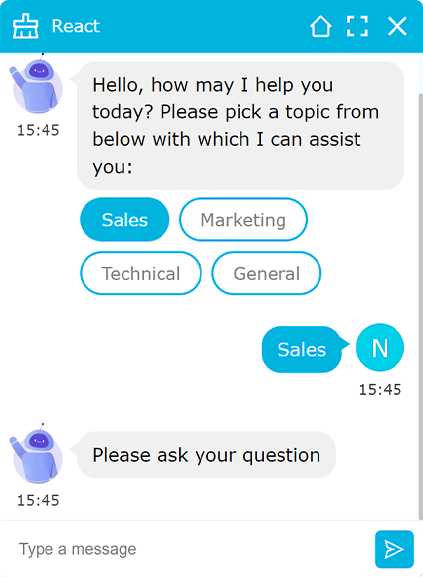 React
Hello, how may I help you
today? Please pick a topic from
below with which I can assist
you:
15:45
Sales
Marketing
Technical
General
Sales
N
15:45
Please ask your question
15:45
Type a message